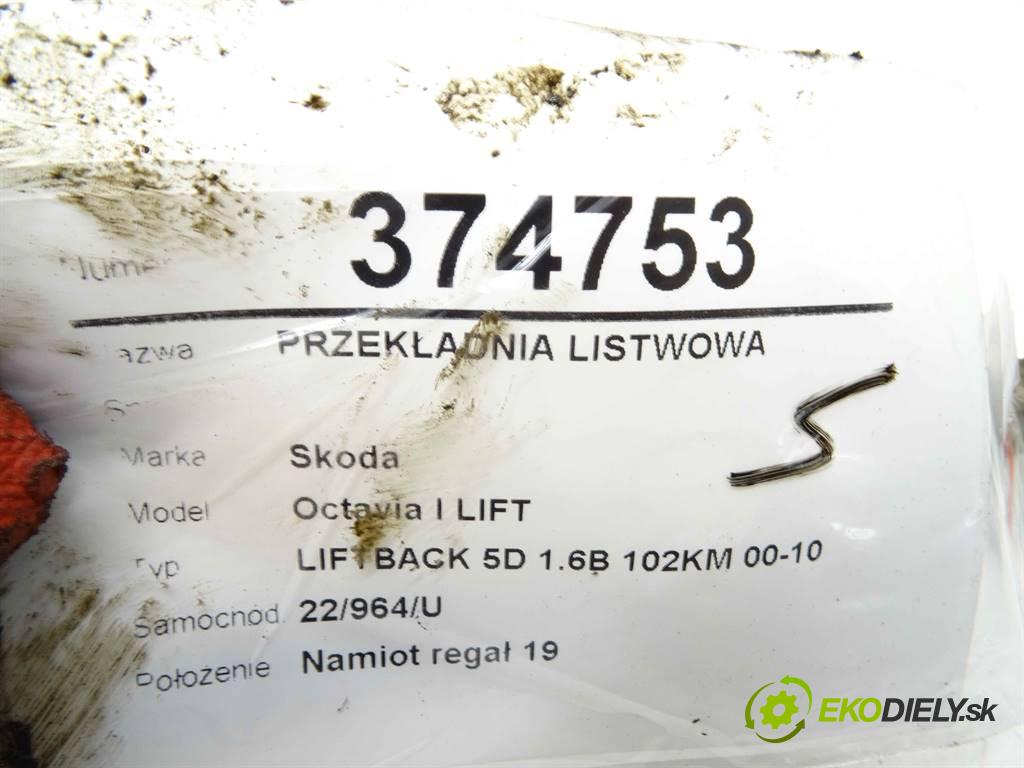 374753
PRZEKŁADNIA LISTWOWA
Marka Skoda
Model Octavia I LIFT
LIFTBACK 5D 1.6B 102KM 00-10
Samochód 22/964/U
Położenie Namiot regał 19
S
EKODIELY.sk